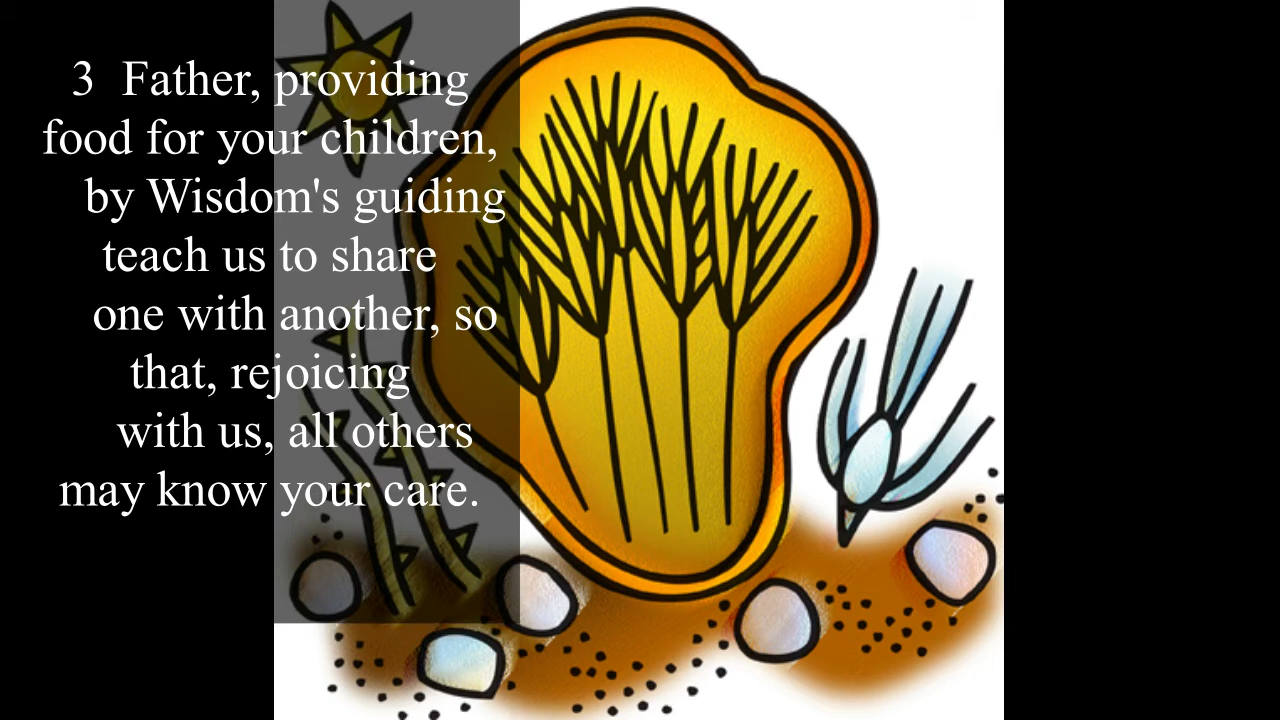 3  Father, providing
food for your children,
by Wisdom's guiding
teach us to share
one with another, so
that, rejoicing
with us, all others
may know your care.